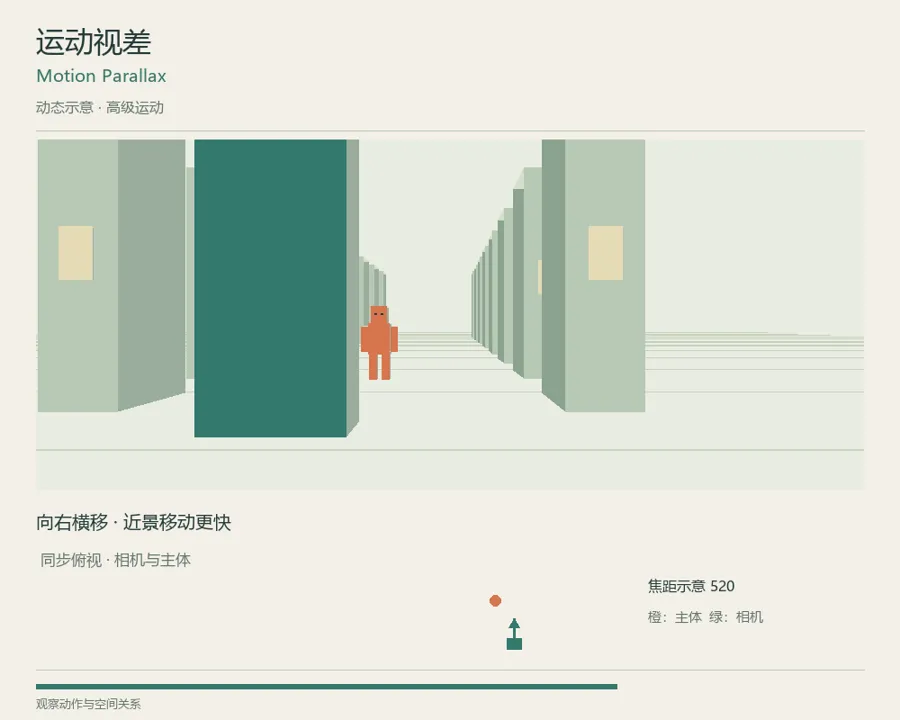 运动视差
Motion Parallax
动态示意 · 高级运动
向右横移 · 近景移动更快
同步俯视 · 相机与主体
焦距示意 520
橙：主体 绿：相机
观察动作与空间关系